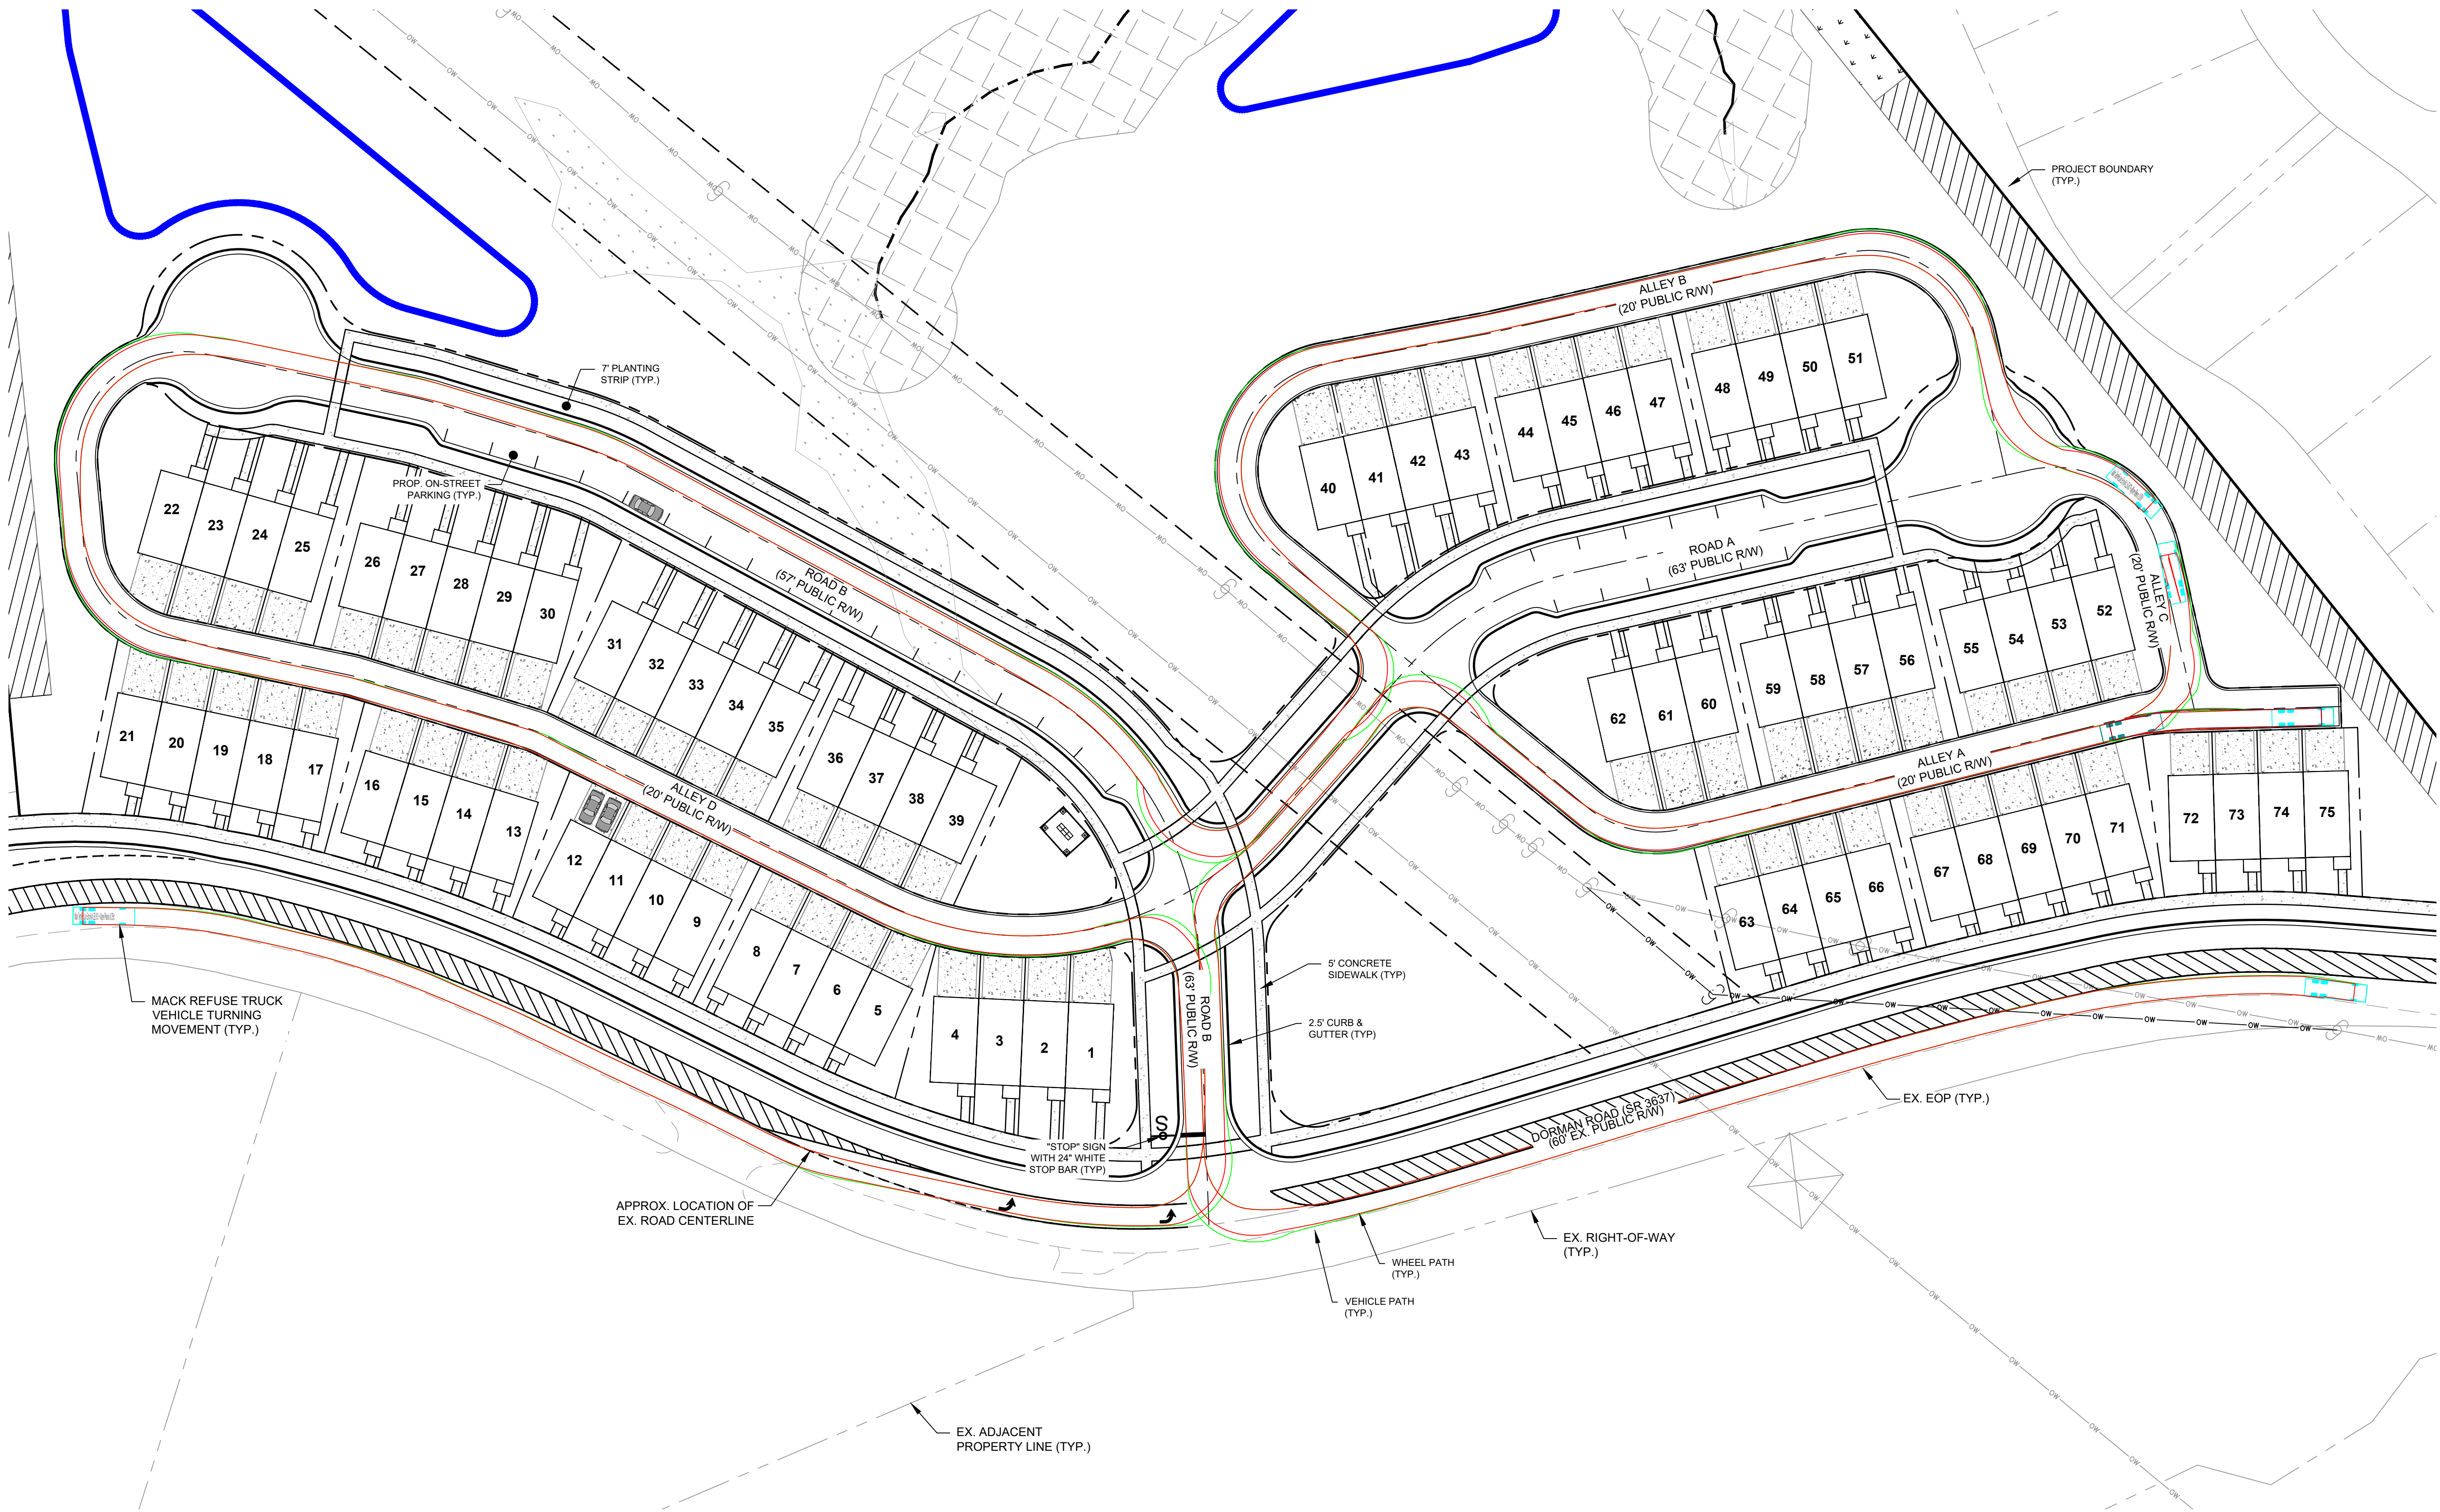 PROJECT BOUNDARY
(TYP.)
ALLEY B
(20' PUBLIC R/W)
7' PLANTING
STRIP (TYP.)
PROP. ON-STREET
PARKING (TYP.)
51
50
49
48
47
46
45
44
43
42
41
40
ROAD A
(63' PUBLIC R/W)
22
23
24
25
26
27
28
29
30
ROAD B
(57' PUBLIC R/W)
31
32
33
34
35
36
37
38
39
ALLEY C
(20' PUBLIC R/W)
52
53
54
55
56
57
58
59
60
61
62
21
20
19
18
17
16
15
14
13
ALLEY D
(20' PUBLIC R/W)
12
11
10
9
8
7
6
5
4
3
2
1
ALLEY A
(20' PUBLIC R/W)
63
64
65
66
67
68
69
70
71
72
73
74
75
MACK REFUSE TRUCK
VEHICLE TURNING
MOVEMENT (TYP.)
5' CONCRETE
SIDEWALK (TYP)
2.5' CURB &
GUTTER (TYP)
ROAD B
(63' PUBLIC R/W)
"STOP" SIGN
WITH 24" WHITE
STOP BAR (TYP)
DORMAN ROAD (SR 3637)
(60' EX. PUBLIC R/W)
EX. EOP (TYP.)
APPROX. LOCATION OF
EX. ROAD CENTERLINE
EX. RIGHT-OF-WAY
(TYP.)
WHEEL PATH
(TYP.)
VEHICLE PATH
(TYP.)
EX. ADJACENT
PROPERTY LINE (TYP.)
OW